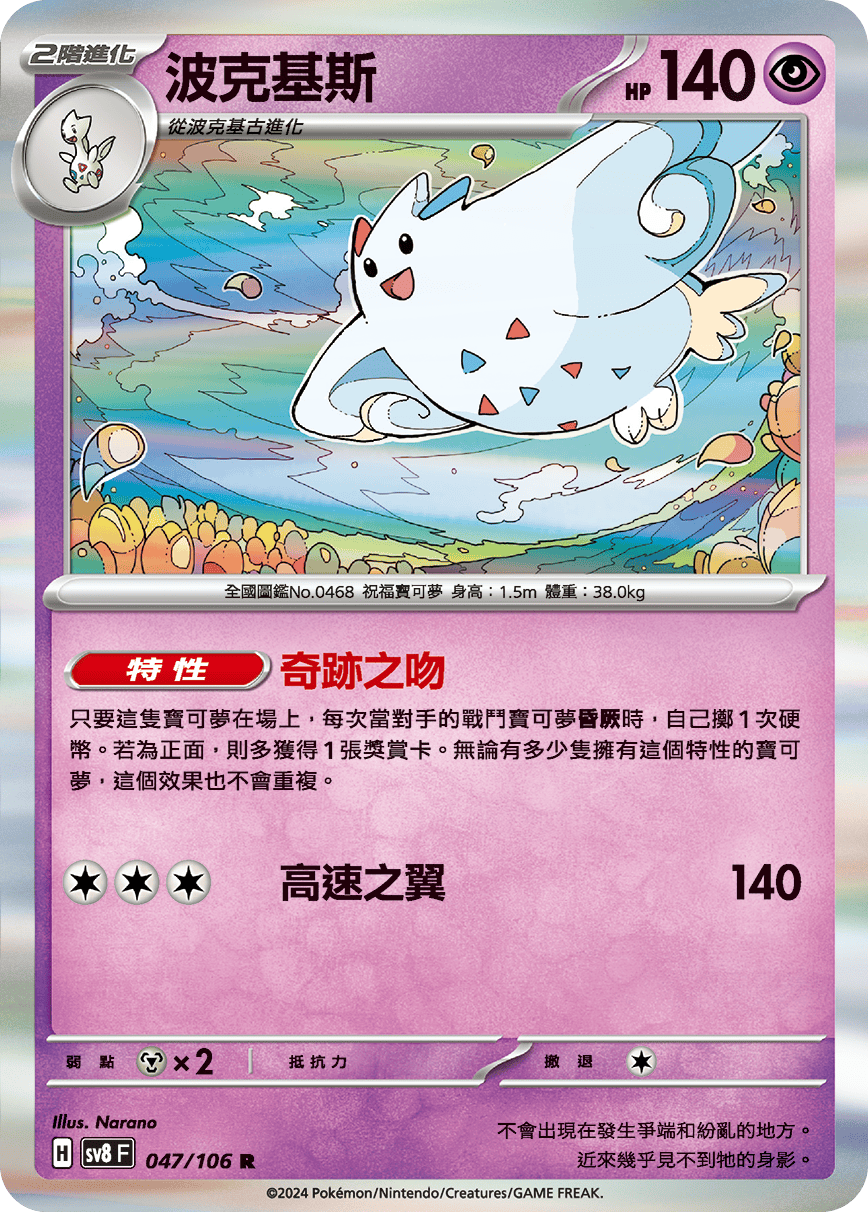 2階進化
波克基斯
HP 140
從波克基古進化
全國圖鑑No.0468 祝福寶可夢 身高：1.5m 體重：38.0kg
特性 奇跡之吻
只要這隻寶可夢在場上，每次當對手的戰鬥寶可夢昏厥時，自己擲1次硬
幣。若為正面，則多獲得1張獎賞卡。無論有多少隻擁有這個特性的寶可
夢，這個效果也不會重複。
高速之翼 140
弱點 ×2 抵抗力 撤退
Illus. Narano
H sv8 F 047/106 R
不會出現在發生爭端和紛亂的地方。
近來幾乎見不到牠的身影。
©2024 Pokémon/Nintendo/Creatures/GAME FREAK.